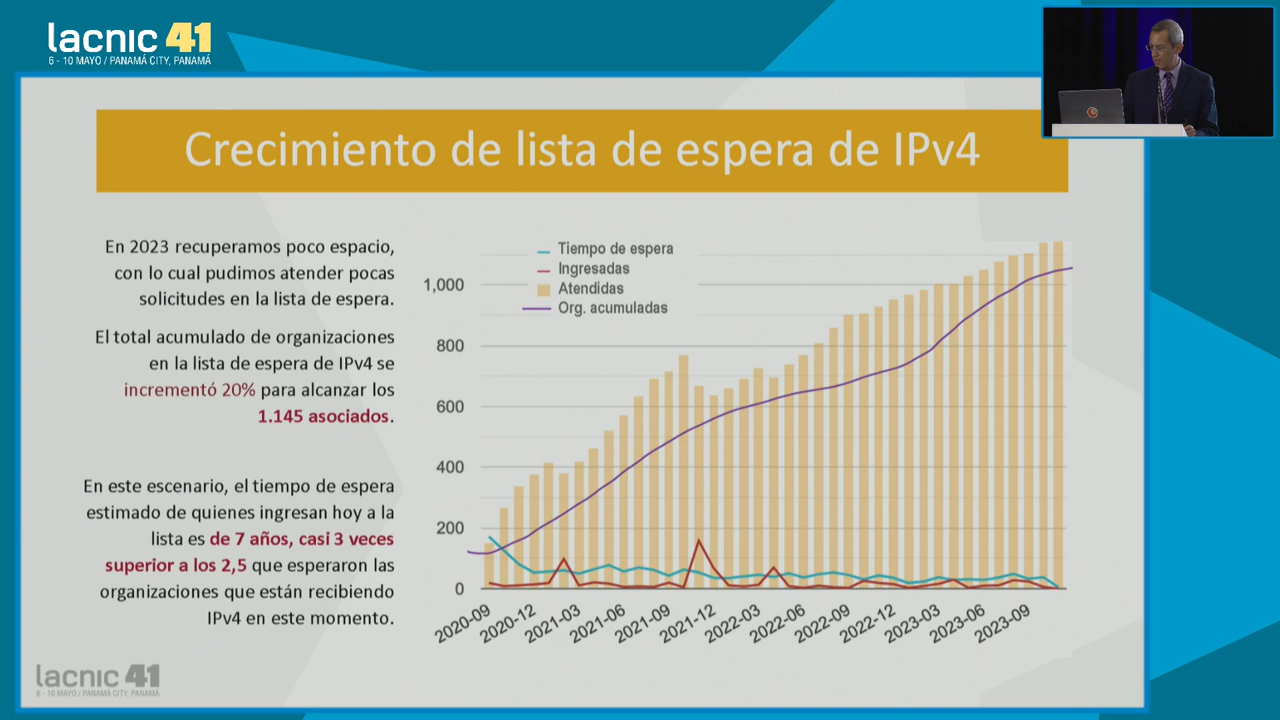 lacnic 41
6 - 10 MAYO / PANAMÁ CITY, PANAMÁ
Crecimiento de lista de espera de IPv4
En 2023 recuperamos poco espacio,
con lo cual pudimos atender pocas
solicitudes en la lista de espera.
El total acumulado de organizaciones
en la lista de espera de IPv4 se
incrementó 20% para alcanzar los
1.145 asociados.
En este escenario, el tiempo de espera
estimado de quienes ingresan hoy a la
lista es de 7 años, casi 3 veces
superior a los 2,5 que esperaron las
organizaciones que están recibiendo
IPv4 en este momento.
Tiempo de espera
Ingresadas
Atendidas
Org. acumuladas
1,000
800
600
400
200
0
2020-09
2020-12
2021-03
2021-06
2021-09
2021-12
2022-03
2022-06
2022-09
2022-12
2023-03
2023-06
2023-09
lacnic 41
6 - 10 MAYO / PANAMÁ CITY, PANAMÁ